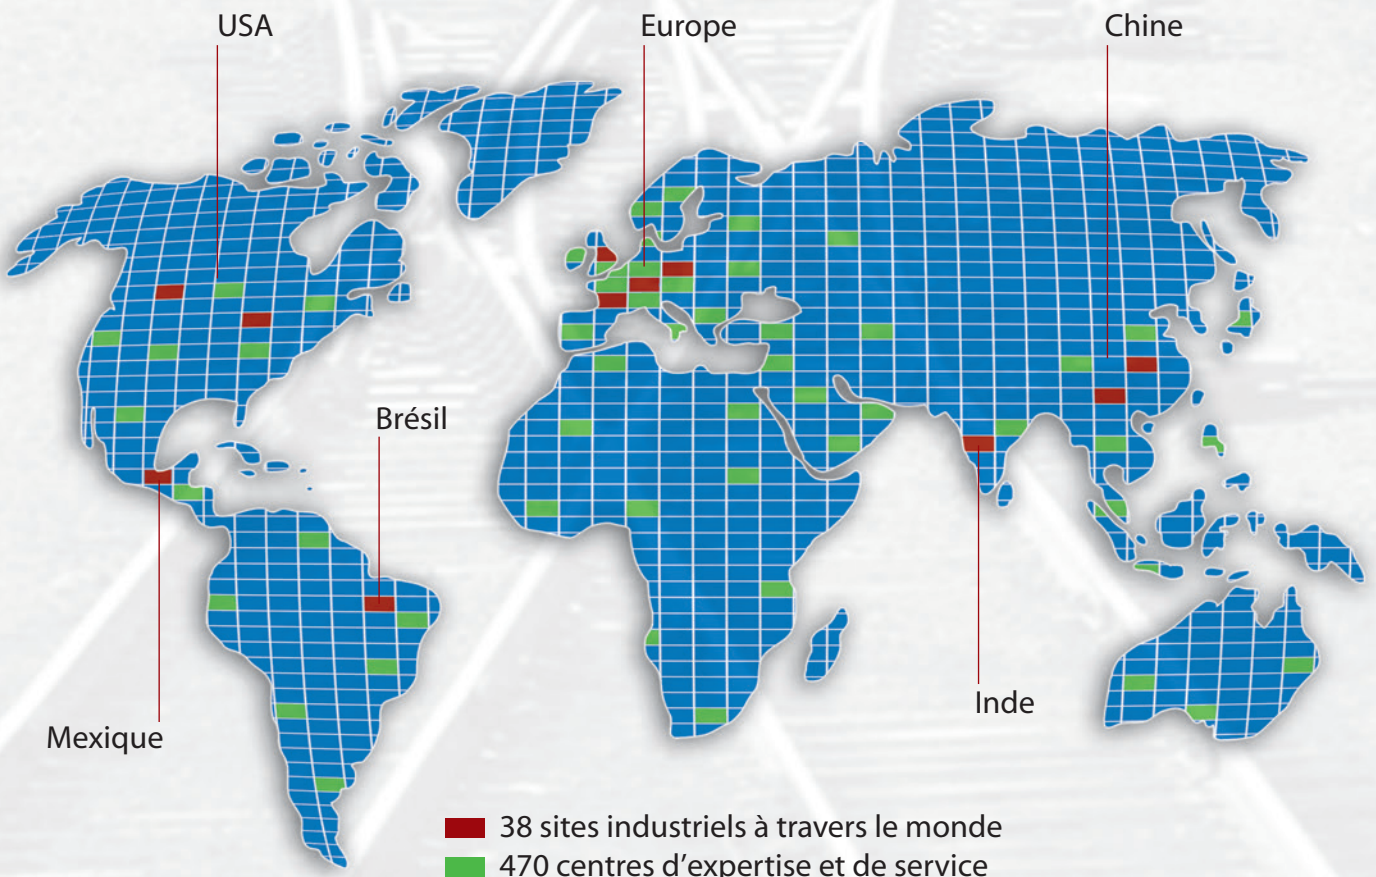 USA
Europe
Chine
Brésil
Mexique
Inde
38 sites industriels à travers le monde
470 centres d'expertise et de service